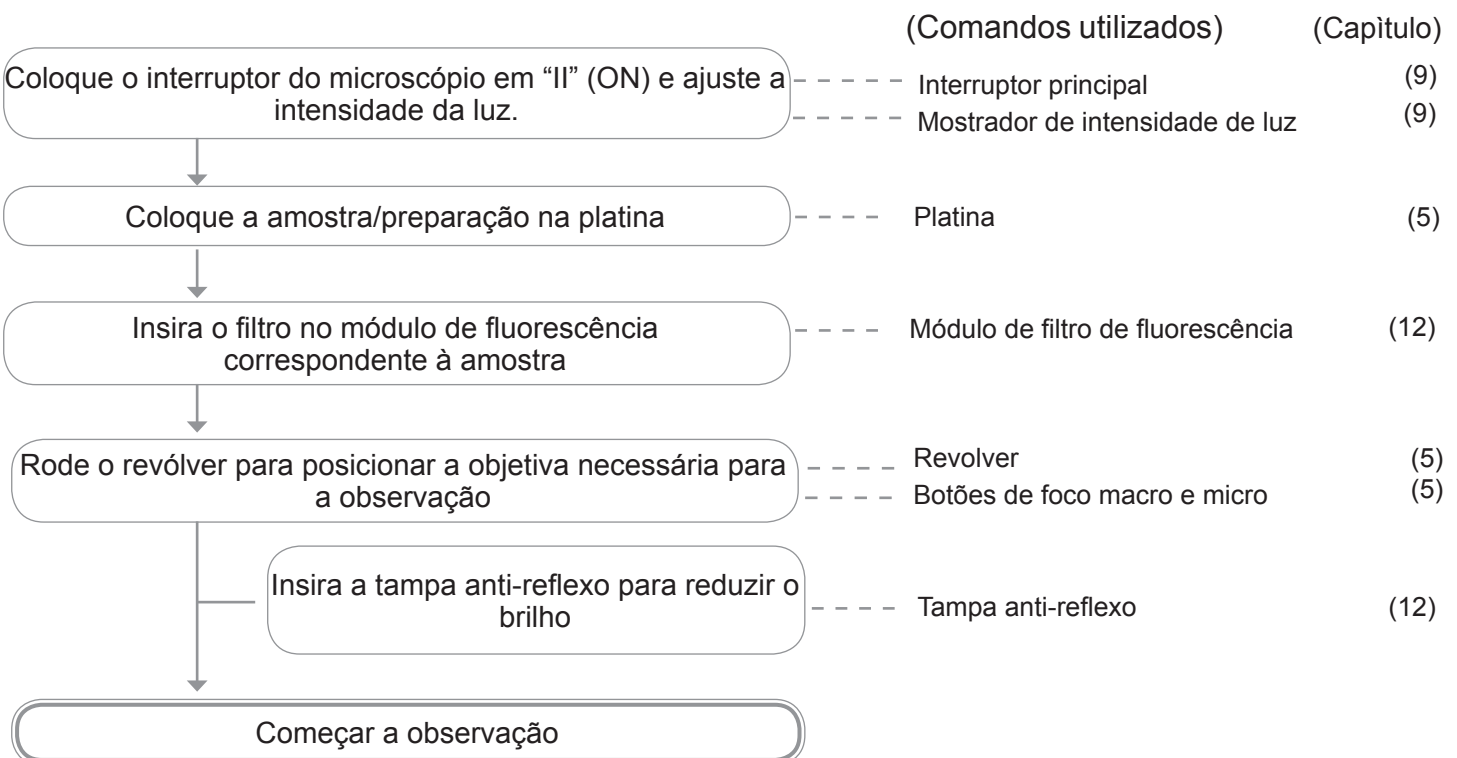 (Comandos utilizados) (Capìtulo)
Coloque o interruptor do microscópio em “II” (ON) e ajuste a
intensidade da luz.
Interruptor principal (9)
Mostrador de intensidade de luz (9)
Coloque a amostra/preparação na platina
Platina (5)
Insira o filtro no módulo de fluorescência
correspondente à amostra
Módulo de filtro de fluorescência (12)
Rode o revólver para posicionar a objetiva necessária para
a observação
Revolver (5)
Botões de foco macro e micro (5)
Insira a tampa anti-reflexo para reduzir o
brilho
Tampa anti-reflexo (12)
Começar a observação